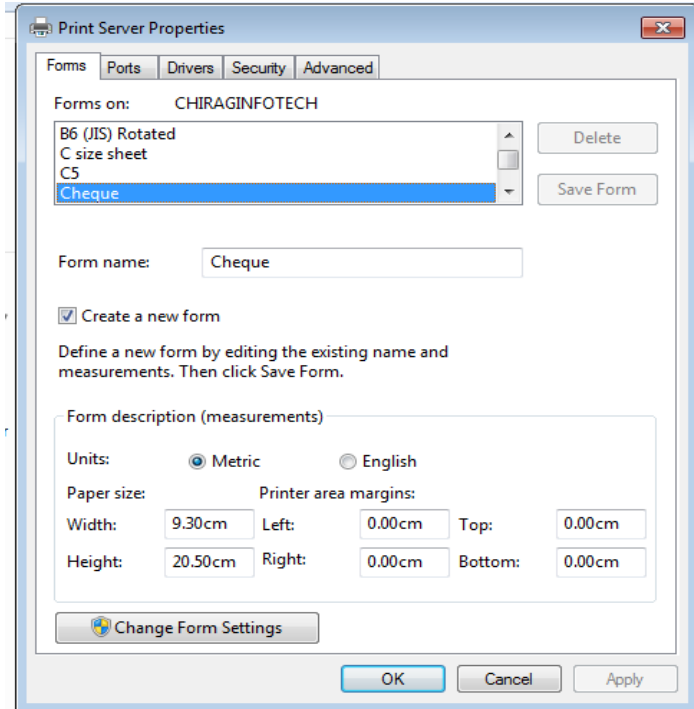 Print Server Properties
Forms Ports Drivers Security Advanced
Forms on: CHIRAGINFOTECH
B6 (JIS) Rotated
C size sheet
C5
Cheque
Delete
Save Form
Form name: Cheque
Create a new form
Define a new form by editing the existing name and
measurements. Then click Save Form.
Form description (measurements)
Units: Metric English
Paper size: Printer area margins:
Width: 9.30cm Left: 0.00cm Top: 0.00cm
Height: 20.50cm Right: 0.00cm Bottom: 0.00cm
Change Form Settings
OK Cancel Apply